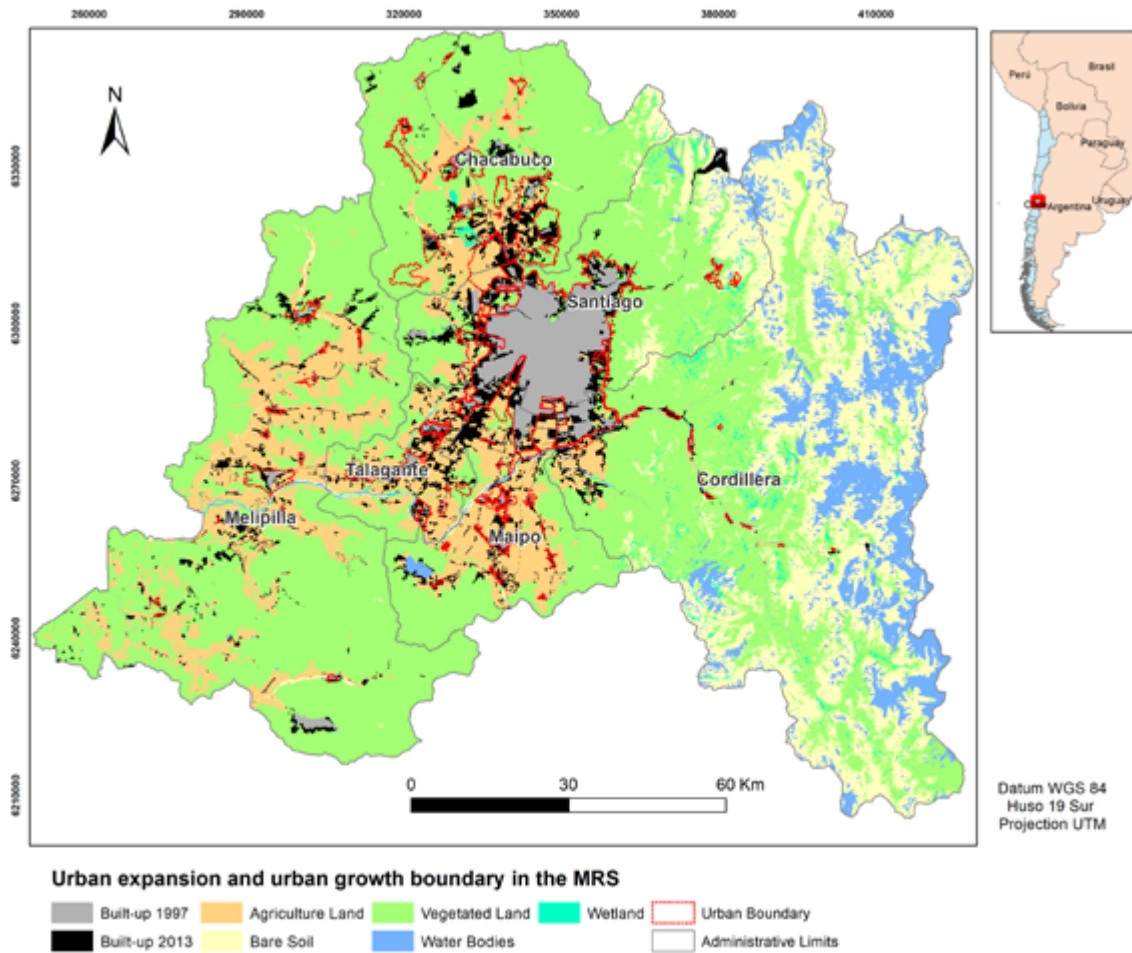 260000 290000 320000 350000 380000 410000
N
6330000
6300000
6270000
6240000
6210000
Chacabuco
Santiago
Talagante
Cordillera
Melipilla
Maipo
0 30 60 Km
Perú
Brasil
Bolivia
Paraguay
Uruguay
Argentina
Datum WGS 84
Huso 19 Sur
Projection UTM
Urban expansion and urban growth boundary in the MRS
Built-up 1997 Agriculture Land Vegetated Land Wetland Urban Boundary
Built-up 2013 Bare Soil Water Bodies Administrative Limits